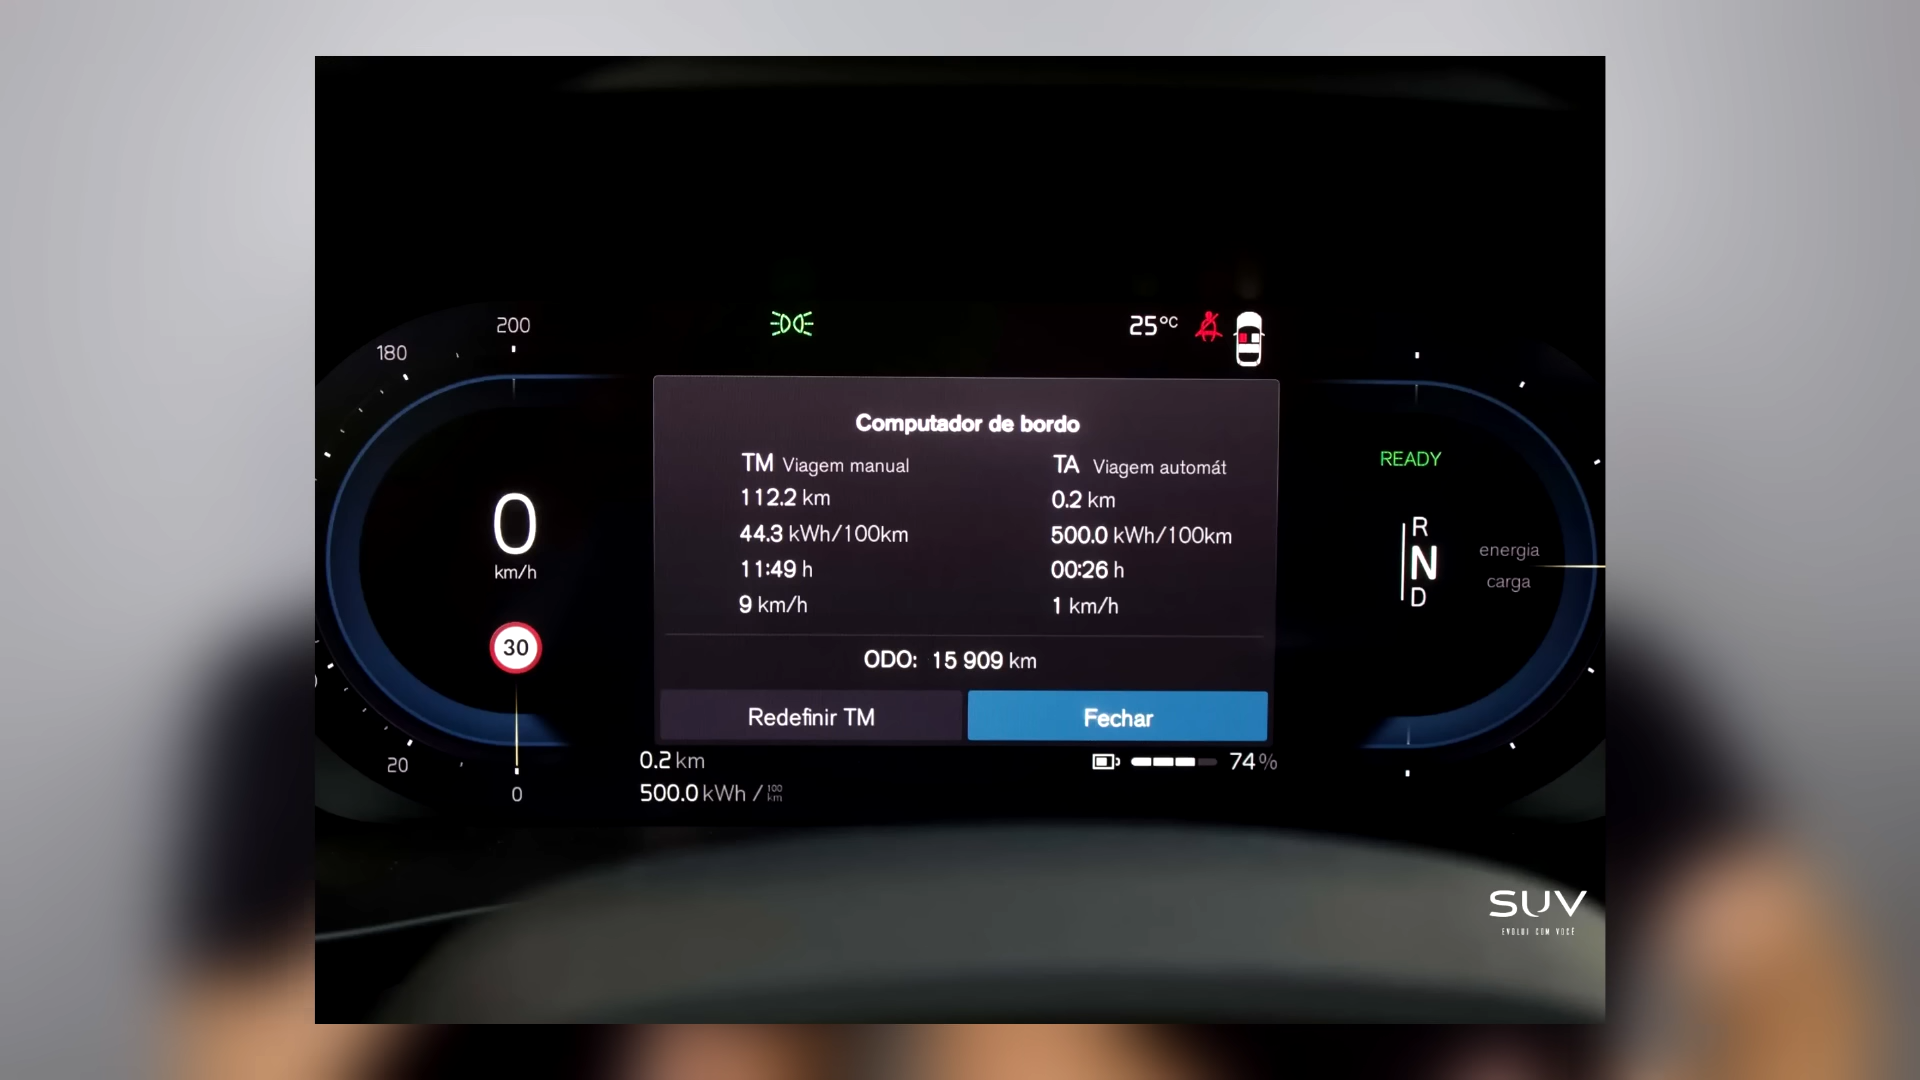 200
180
25°C
Computador de bordo
TM Viagem manual
112.2 km
44.3 kWh/100km
11:49 h
9 km/h
TA Viagem automát
0.2 km
500.0 kWh/100km
00:26 h
1 km/h
ODO: 15 909 km
Redefinir TM
Fechar
0
km/h
30
20
0
READY
R
N
D
energia
carga
0.2 km
500.0 kWh / 100 km
74%
SUV
EVOLUI COM VOCÊ